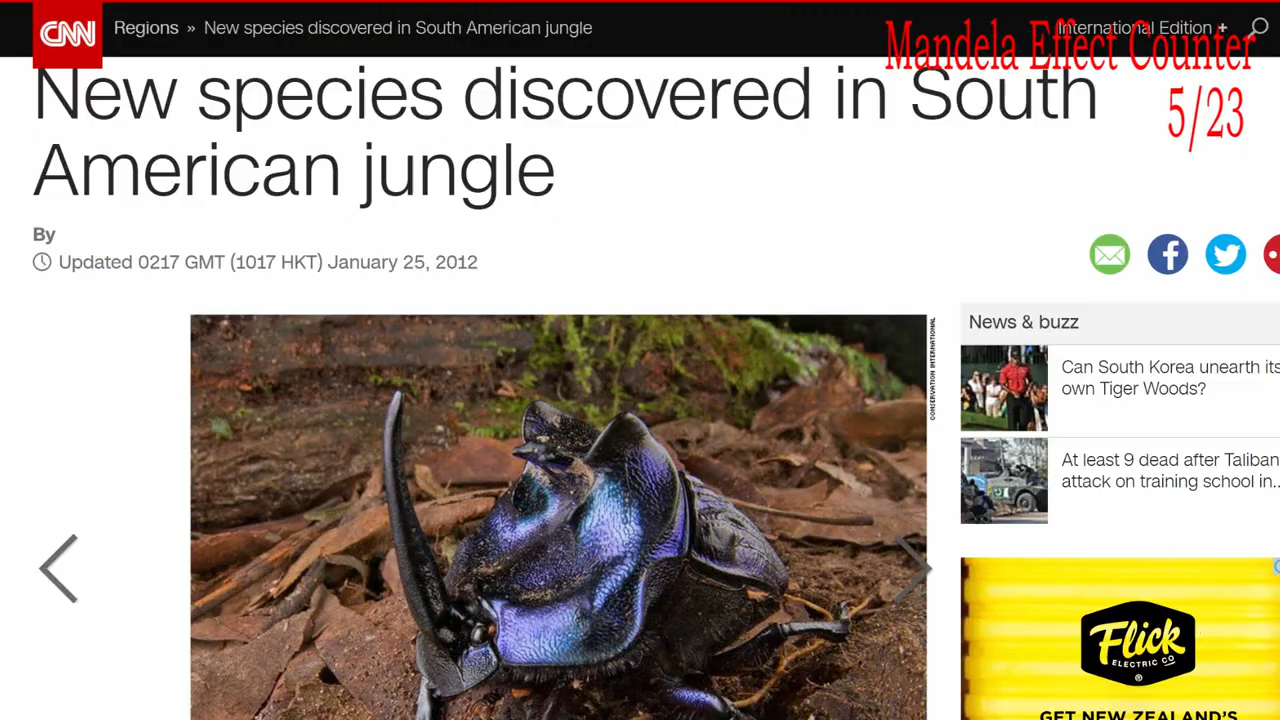 CNN Regions » New species discovered in South American jungle International Edition +
Mandela Effect Counter
5/23
New species discovered in South
American jungle
By
Updated 0217 GMT (1017 HKT) January 25, 2012
CONSERVATION INTERNATIONAL
News & buzz
Can South Korea unearth its
own Tiger Woods?
At least 9 dead after Taliban
attack on training school in...
Flick
ELECTRIC CO
®
GET NEW ZEALAND'S